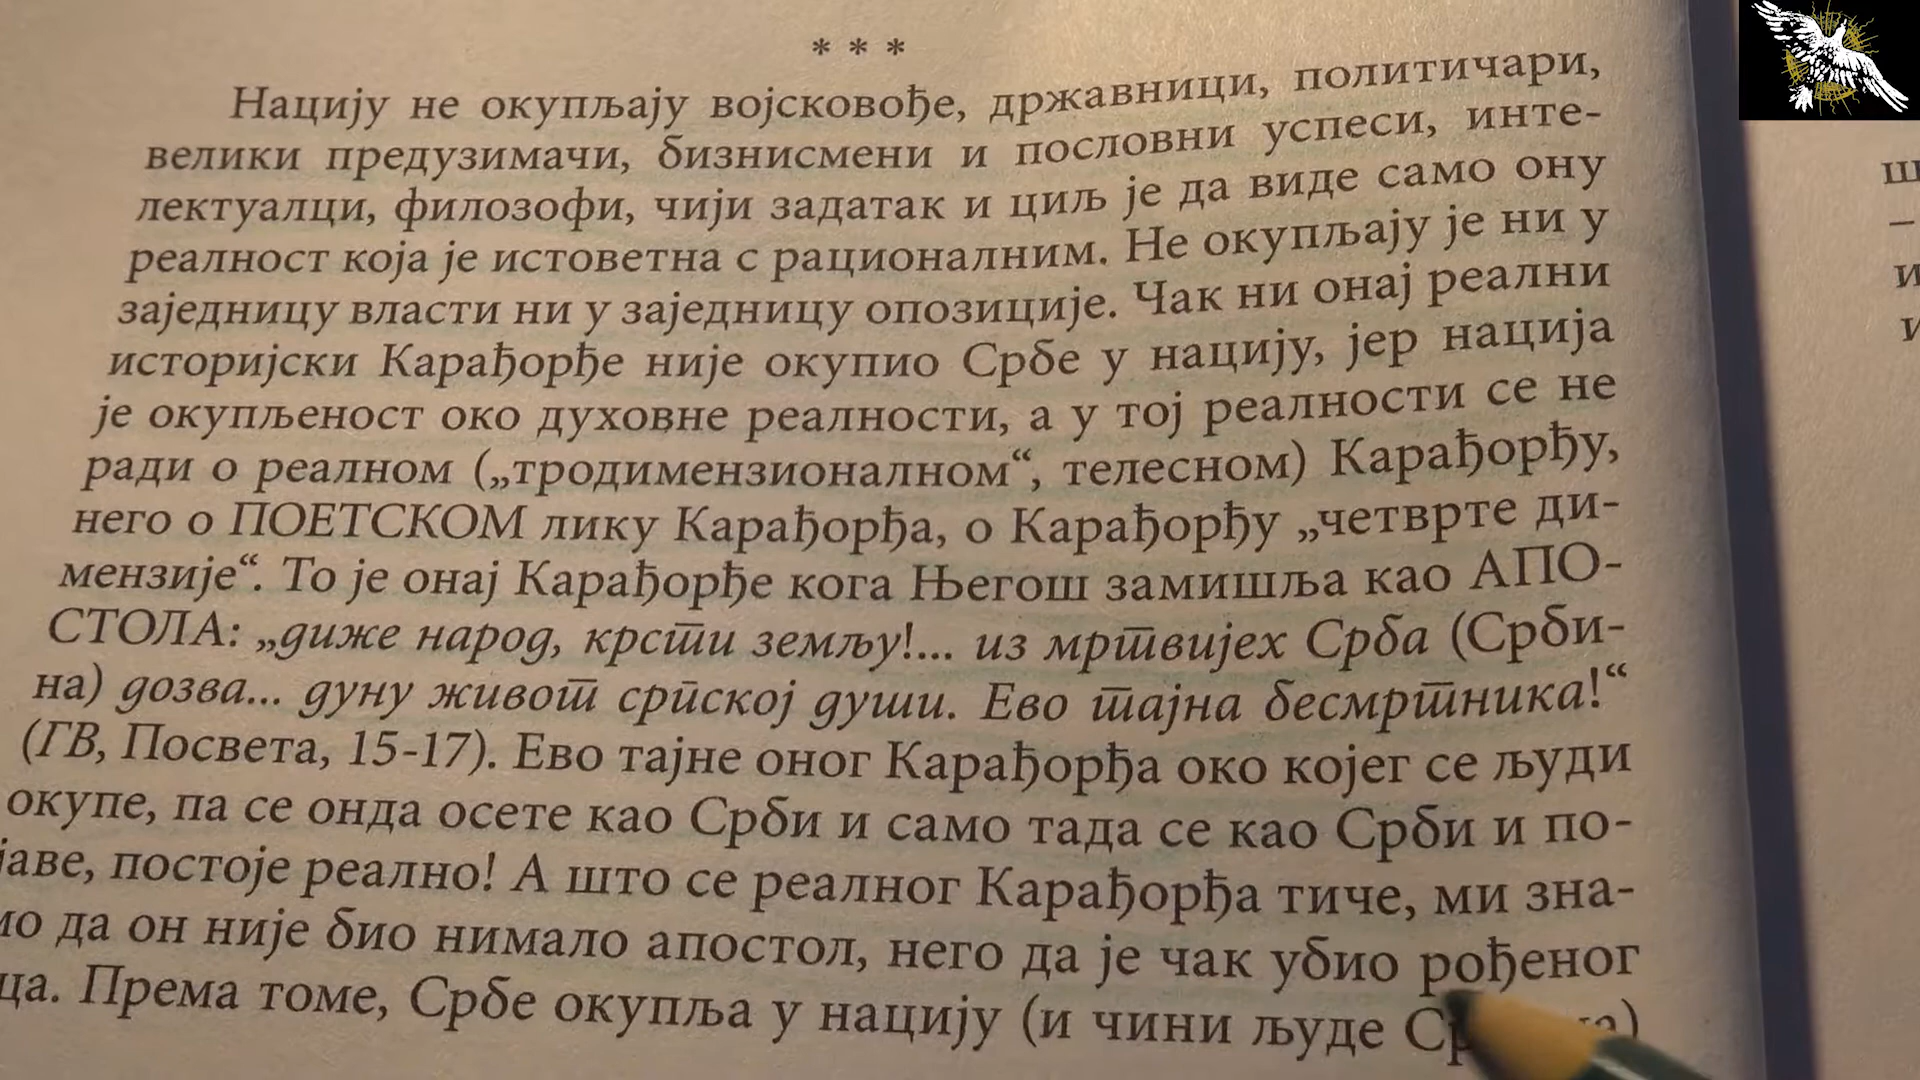 * * *
Нацију не окупљају војсковође, државници, политичари,
велики предузимачи, бизнисмени и пословни успеси, инте-
лектуалци, филозофи, чији задатак и циљ је да виде само ону
реалност која је истоветна с рационалним. Не окупљају је ни у
заједницу власти ни у заједницу опозиције. Чак ни онај реални
историјски Карађорђе није окупио Србе у нацију, јер нација
је окупљеност око духовне реалности, а у тој реалности се не
ради о реалном („тродимензионалном“, телесном) Карађорђу,
него о ПОЕТСКОМ лику Карађорђа, о Карађорђу „четврте ди-
мензије“. То је онај Карађорђе кога Његош замишља као АПО-
СТОЛА: „диже народ, крсти земљу!... из мртвијех Срба (Срби-
на) дозва... дуну живот српској души. Ево тајна бесмртника!“
(ГВ, Посвета, 15-17). Ево тајне оног Карађорђа око којег се људи
окупе, па се онда осете као Срби и само тада се као Срби и по-
јаве, постоје реално! А што се реалног Карађорђа тиче, ми зна-
мо да он није био нимало апостол, него да је чак убио рођеног
ца. Према томе, Србе окупља у нацију (и чини људе
ш
–
и